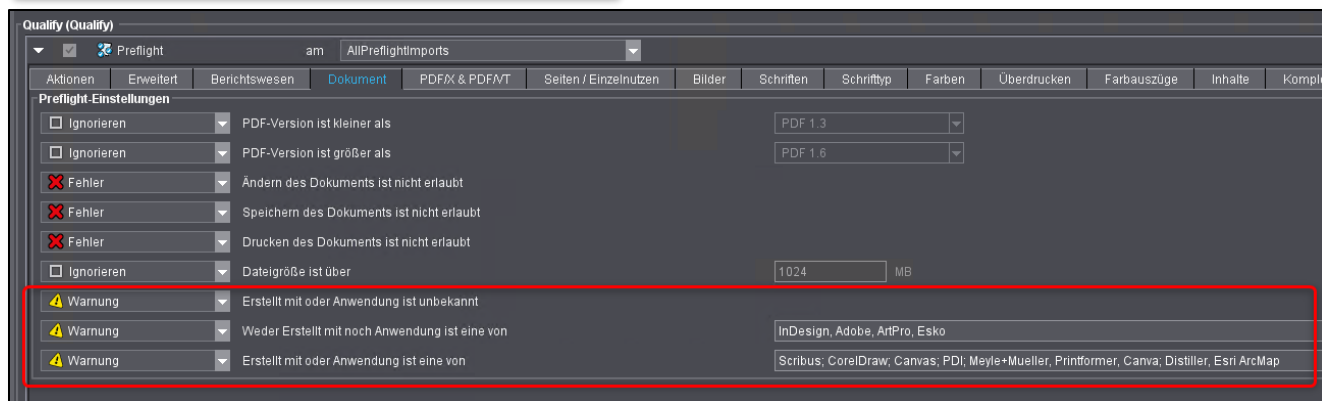 Qualify (Qualify)
Preflight am AllPreflightImports
Aktionen Erweitert Berichtswesen Dokument PDF/X & PDF/VT Seiten / Einzelnutzen Bilder Schriften Schrifttyp Farben Überdrucken Farbauszüge Inhalte Komple
Preflight-Einstellungen
Ignorieren PDF-Version ist kleiner als PDF 1.3
Ignorieren PDF-Version ist größer als PDF 1.6
Fehler Ändern des Dokuments ist nicht erlaubt
Fehler Speichern des Dokuments ist nicht erlaubt
Fehler Drucken des Dokuments ist nicht erlaubt
Ignorieren Dateigröße ist über 1024 MB
Warnung Erstellt mit oder Anwendung ist unbekannt
Warnung Weder Erstellt mit noch Anwendung ist eine von InDesign, Adobe, ArtPro, Esko
Warnung Erstellt mit oder Anwendung ist eine von Scribus; CorelDraw; Canvas; PDI; Meyle+Mueller, Printformer, Canva; Distiller, Esri ArcMap